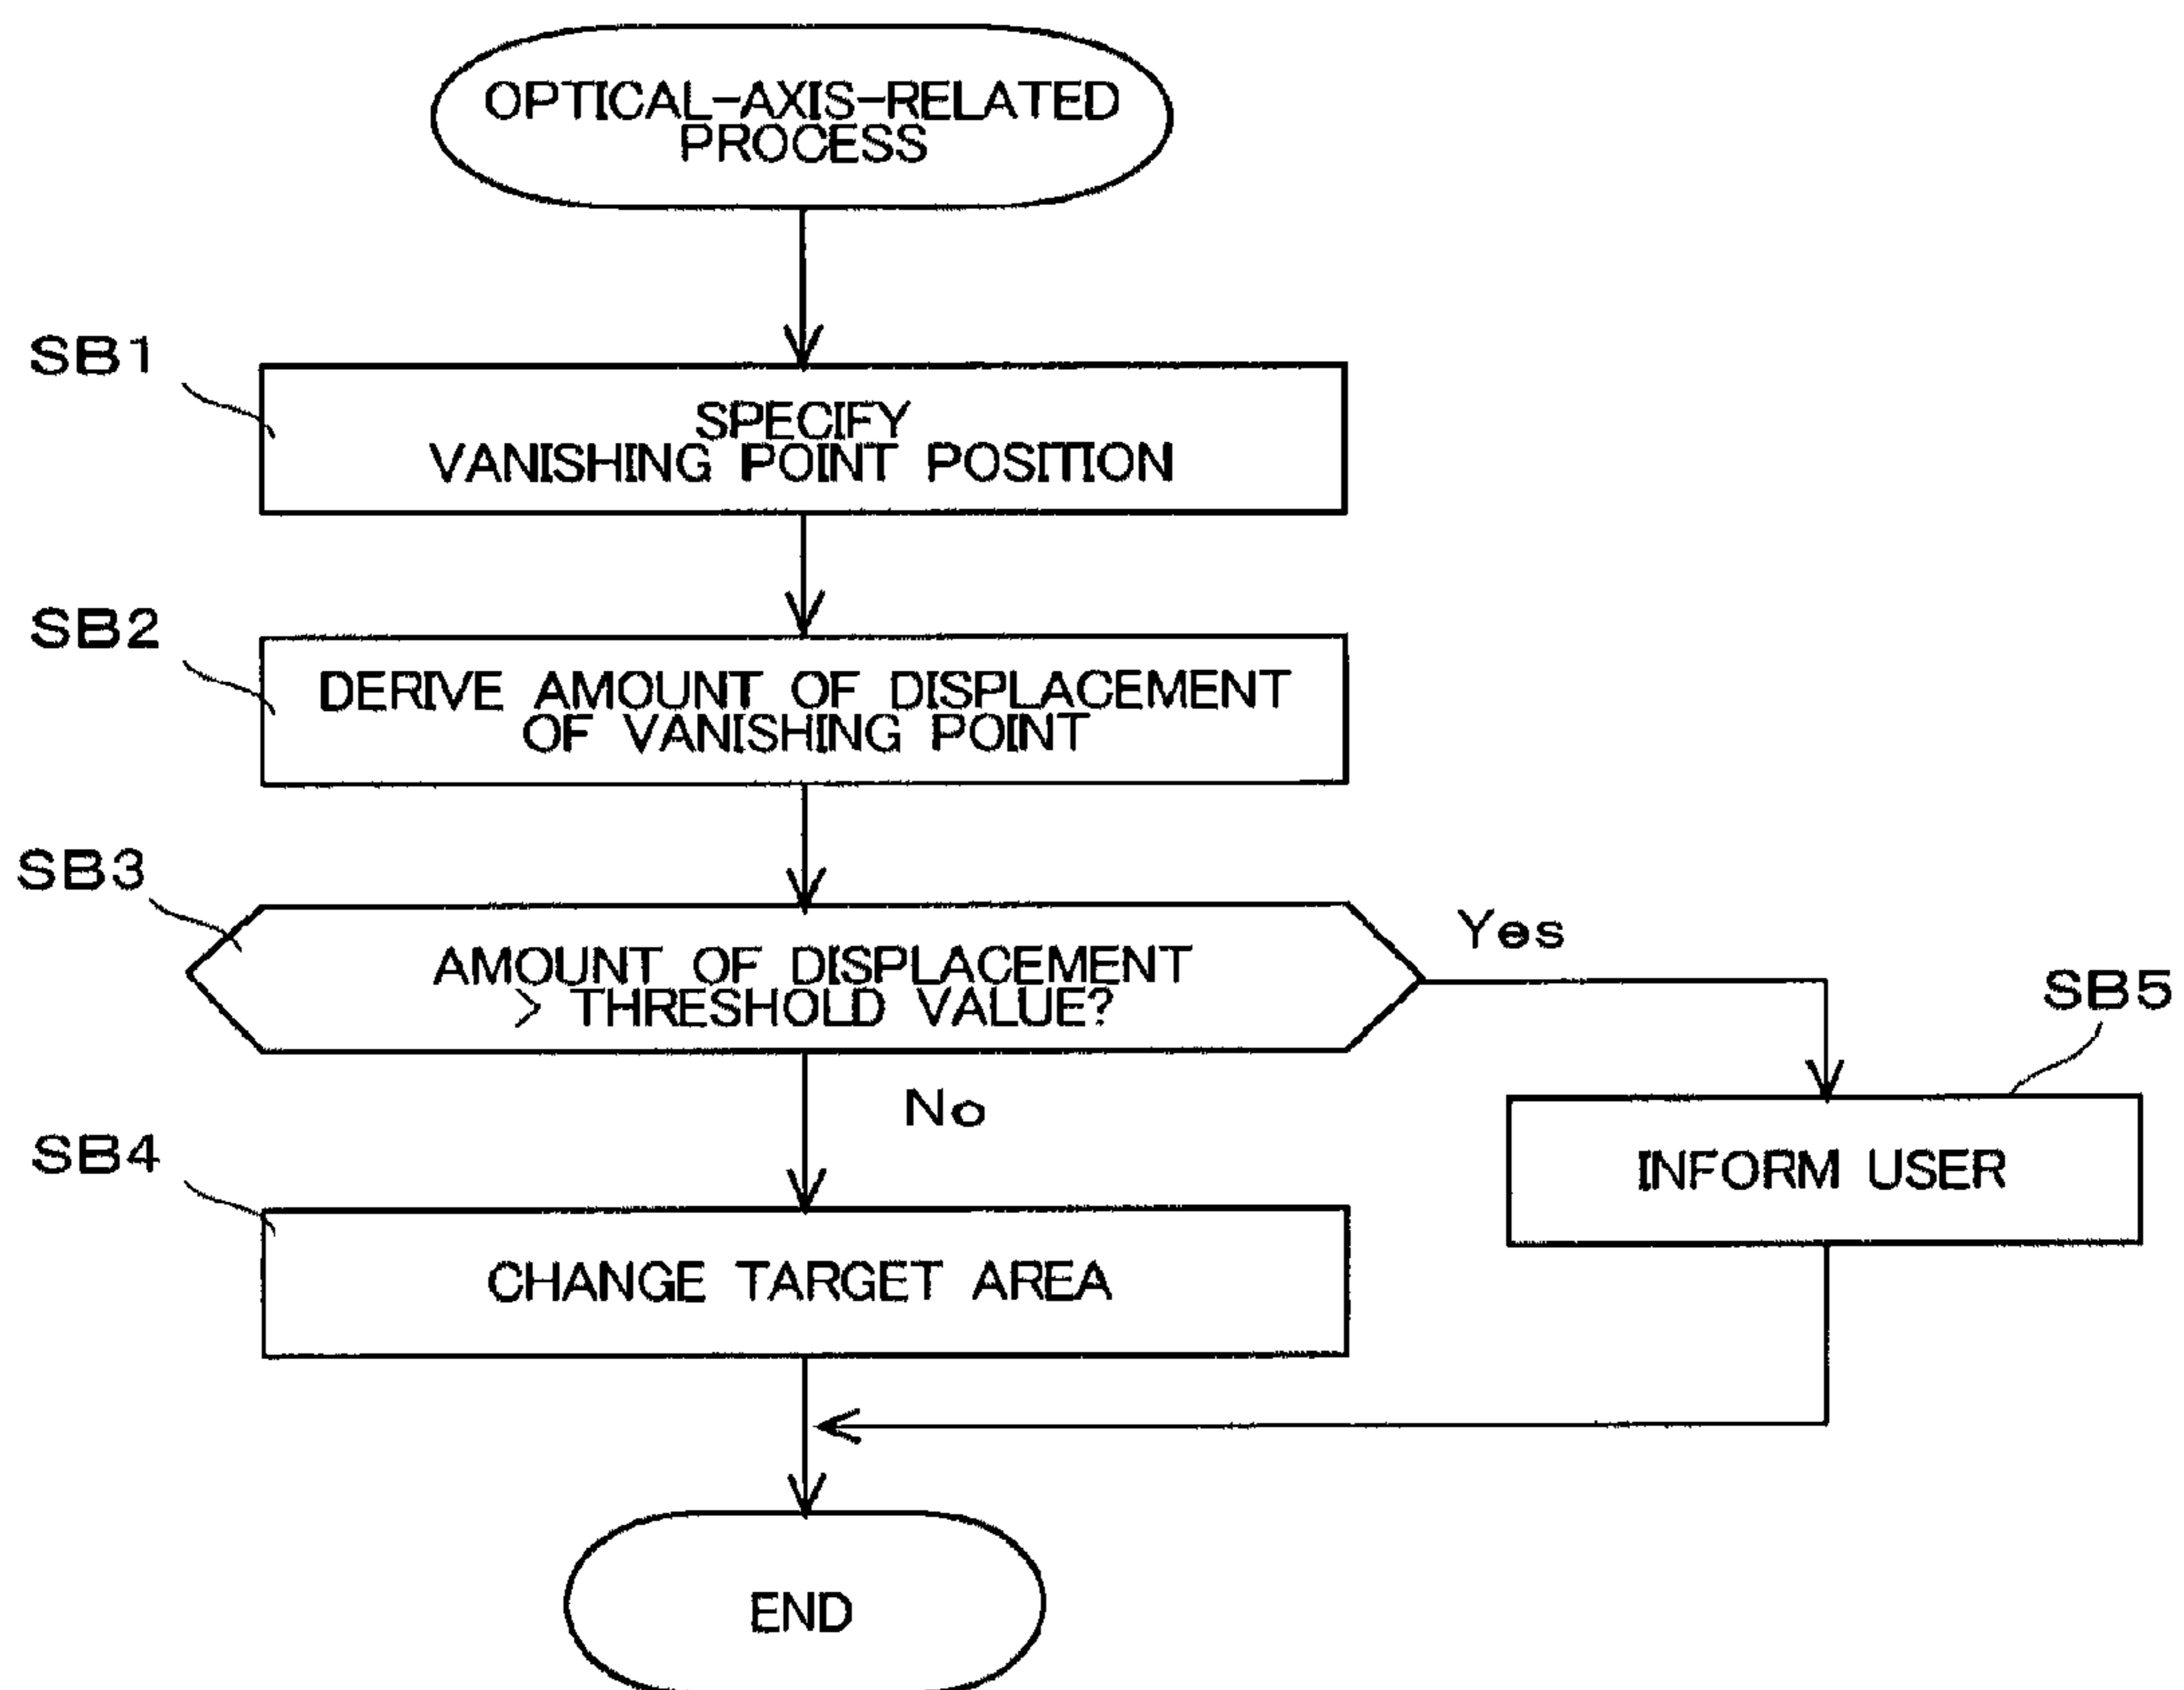 OPTICAL-AXIS-RELATED
PROCESS
SB1
SPECIFY
VANISHING POINT POSITION
SB2
DERIVE AMOUNT OF DISPLACEMENT
OF VANISHING POINT
SB3
AMOUNT OF DISPLACEMENT
> THRESHOLD VALUE?
Yes
SB5
No
INFORM USER
SB4
CHANGE TARGET AREA
END